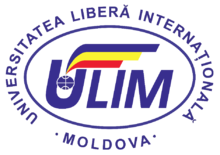 UNIVERSITATEA LIBERĂ INTERNAȚIONALĂ
ULIM
· MOLDOVA ·